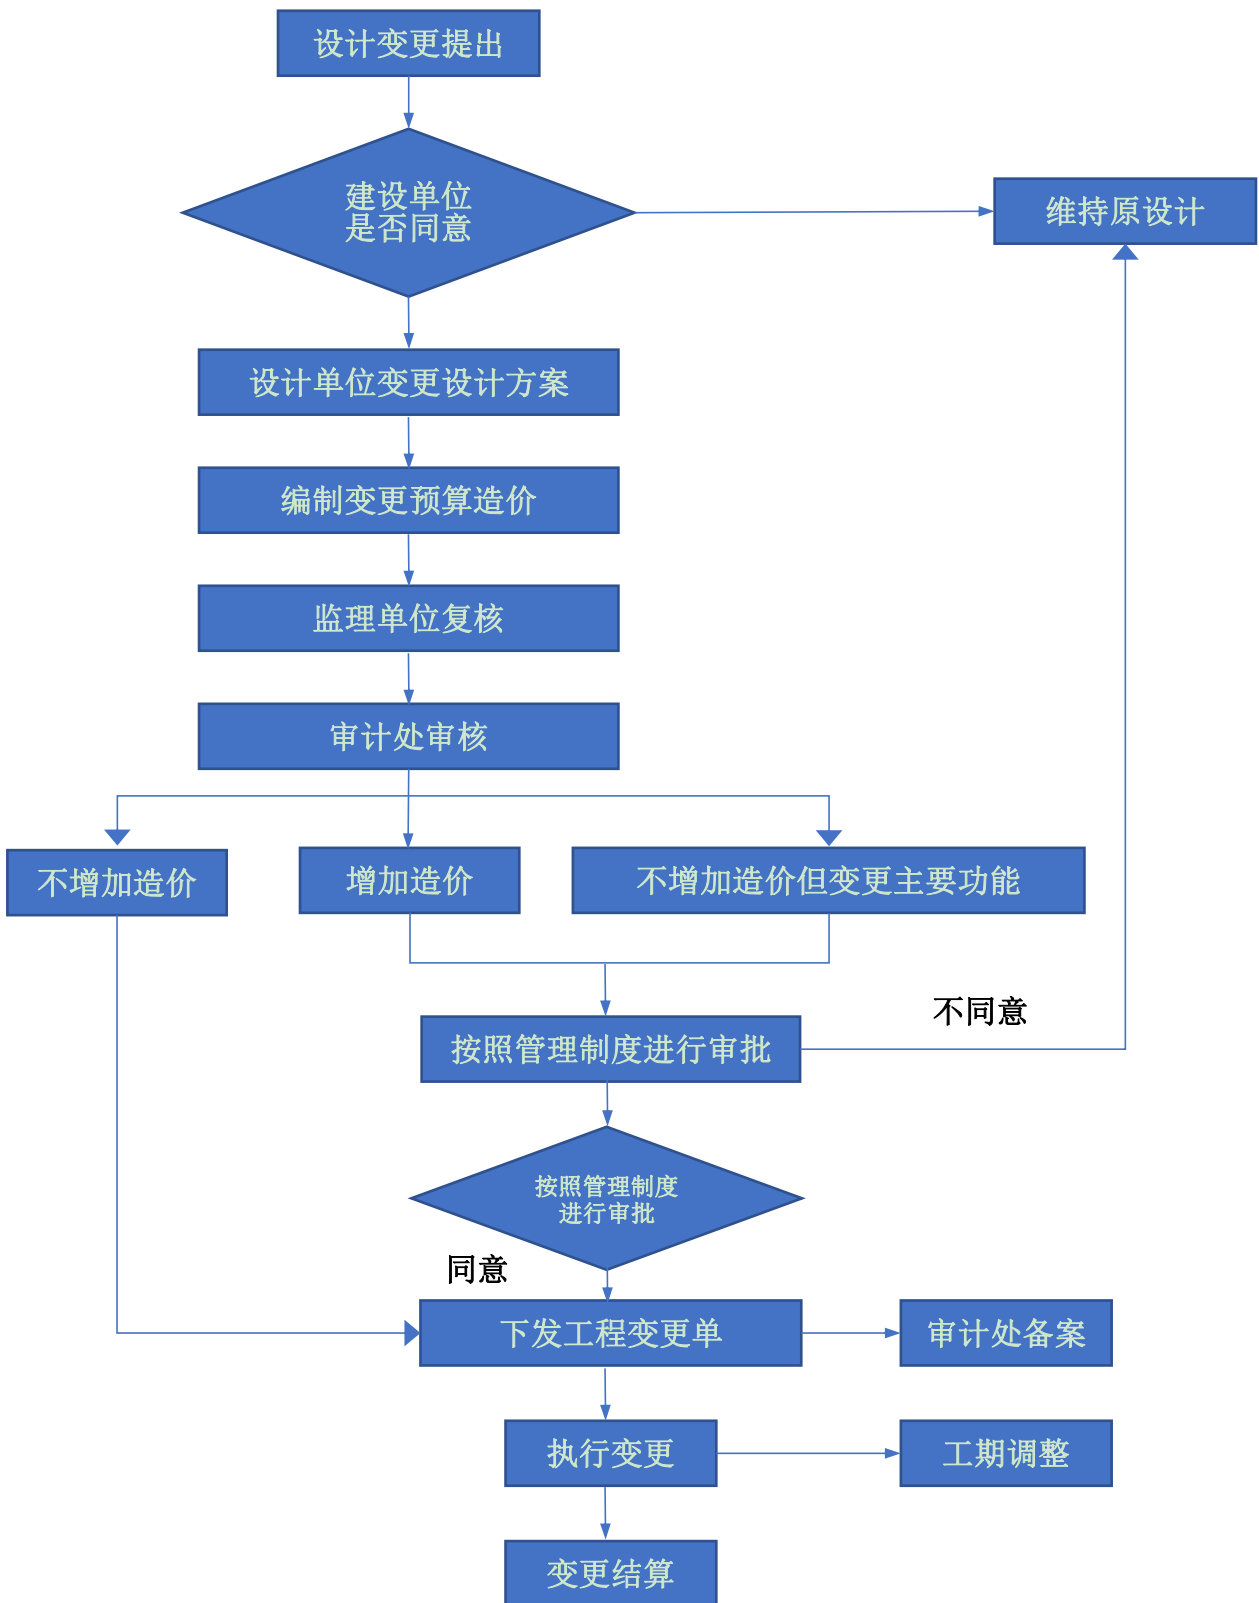 设计变更提出
建设单位
是否同意
维持原设计
设计单位变更设计方案
编制变更预算造价
监理单位复核
审计处审核
不增加造价
增加造价
不增加造价但变更主要功能
不同意
按照管理制度进行审批
按照管理制度
进行审批
同意
下发工程变更单
审计处备案
执行变更
工期调整
变更结算